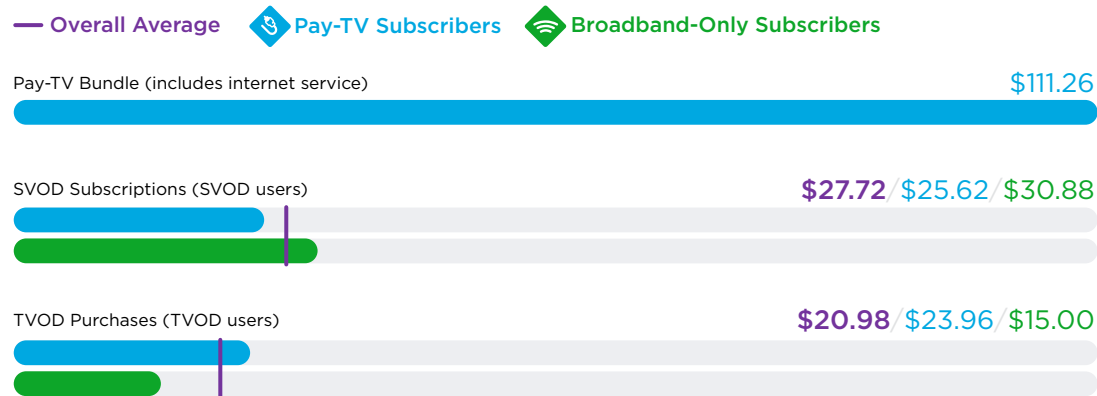 Overall Average Pay-TV Subscribers Broadband-Only Subscribers
Pay-TV Bundle (includes internet service) $111.26
SVOD Subscriptions (SVOD users) $27.72/$25.62/$30.88
TVOD Purchases (TVOD users) $20.98/$23.96/$15.00